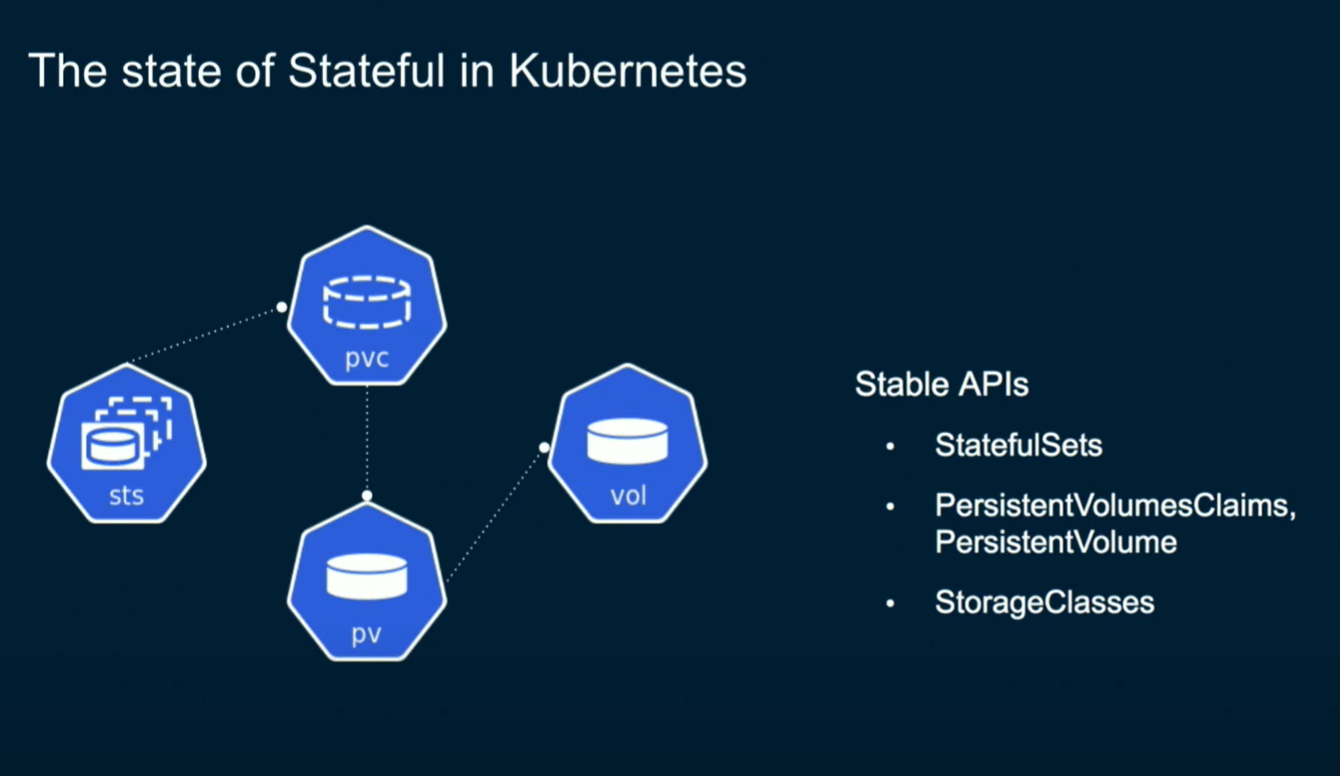 The state of Stateful in Kubernetes
pvc
sts
vol
pv
Stable APIs
• StatefulSets
• PersistentVolumesClaims,
PersistentVolume
• StorageClasses